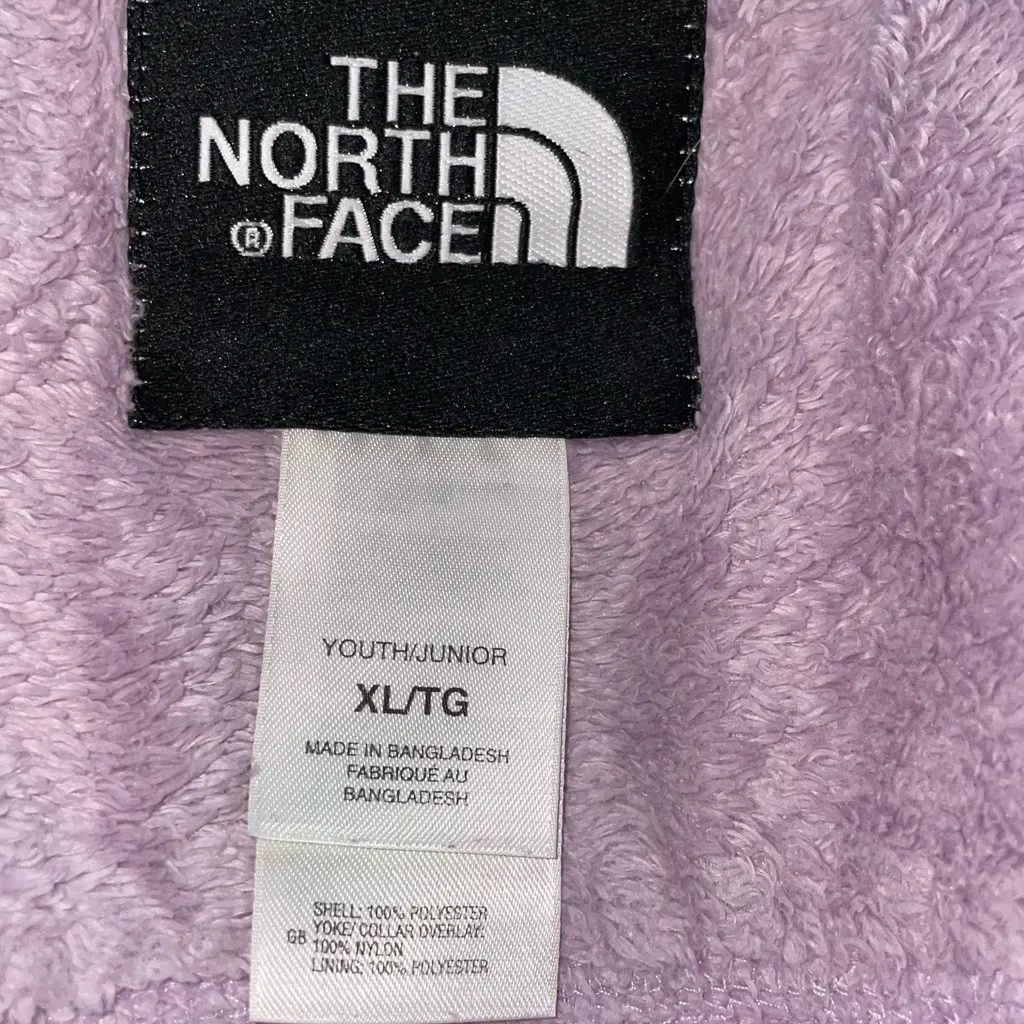 THE
NORTH
® FACE
YOUTH/JUNIOR
XL/TG
MADE IN BANGLADESH
FABRIQUÉ AU
BANGLADESH
SHELL: 100% POLYESTER
YOKE/ COLLAR OVERLAY:
GB 100% NYLON
LINING: 100% POLYESTER